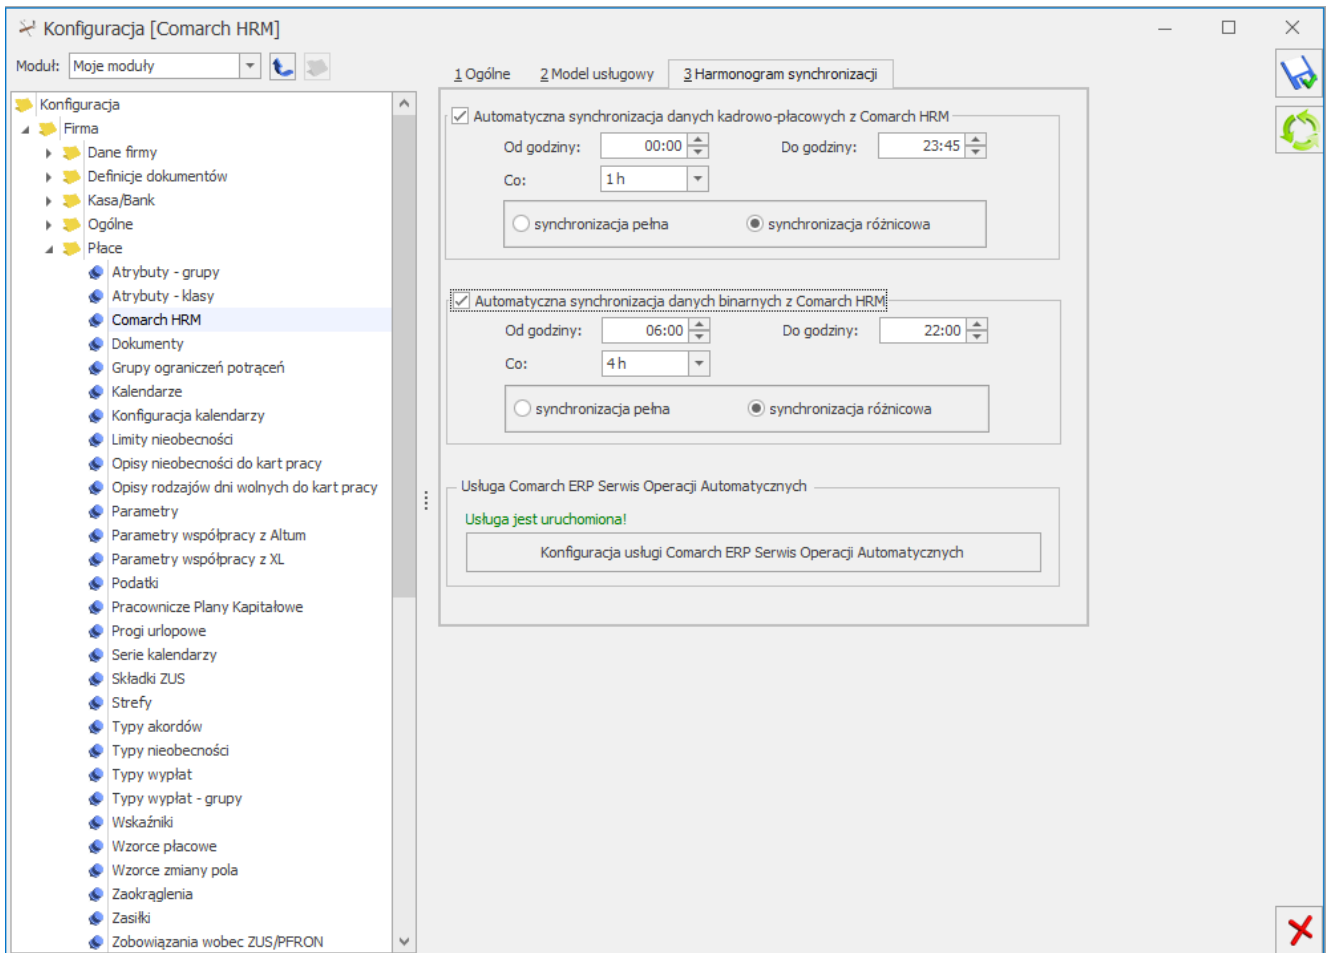 Konfiguracja [Comarch HRM]
Moduł: Moje moduły
Konfiguracja
Firma
Dane firmy
Definicje dokumentów
Kasa/Bank
Ogólne
Płace
Atrybuty - grupy
Atrybuty - klasy
Comarch HRM
Dokumenty
Grupy ograniczeń potrąceń
Kalendarze
Konfiguracja kalendarzy
Limity nieobecności
Opisy nieobecności do kart pracy
Opisy rodzajów dni wolnych do kart pracy
Parametry
Parametry współpracy z Altum
Parametry współpracy z XL
Podatki
Pracownicze Plany Kapitałowe
Progi urlopowe
Serie kalendarzy
Składki ZUS
Strefy
Typy akordów
Typy nieobecności
Typy wypłat
Typy wypłat - grupy
Wskaźniki
Wzorce płacowe
Wzorce zmiany pola
Zaokrąglenia
Zasiłki
Zobowiązania wobec ZUS/PFRON
1 Ogólne 2 Model usługowy 3 Harmonogram synchronizacji
Automatyczna synchronizacja danych kadrowo-płacowych z Comarch HRM
Od godziny: 00:00 Do godziny: 23:45
Co: 1 h
synchronizacja pełna synchronizacja różnicowa
Automatyczna synchronizacja danych binarnych z Comarch HRM
Od godziny: 06:00 Do godziny: 22:00
Co: 4 h
synchronizacja pełna synchronizacja różnicowa
Usługa Comarch ERP Serwis Operacji Automatycznych
Usługa jest uruchomiona!
Konfiguracja usługi Comarch ERP Serwis Operacji Automatycznych